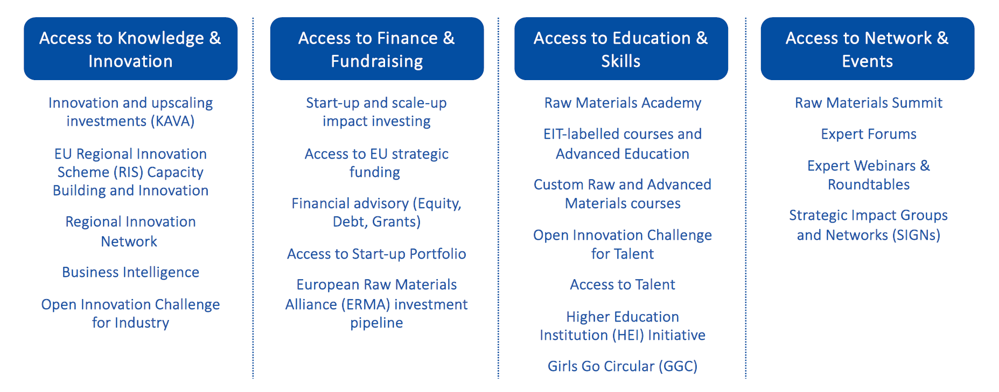 Access to Knowledge &
Innovation
Innovation and upscaling
investments (KAVA)
EU Regional Innovation
Scheme (RIS) Capacity
Building and Innovation
Regional Innovation
Network
Business Intelligence
Open Innovation Challenge
for Industry
Access to Finance &
Fundraising
Start-up and scale-up
impact investing
Access to EU strategic
funding
Financial advisory (Equity,
Debt, Grants)
Access to Start-up Portfolio
European Raw Materials
Alliance (ERMA) investment
pipeline
Access to Education &
Skills
Raw Materials Academy
EIT-labelled courses and
Advanced Education
Custom Raw and Advanced
Materials courses
Open Innovation Challenge
for Talent
Access to Talent
Higher Education
Institution (HEI) Initiative
Girls Go Circular (GGC)
Access to Network &
Events
Raw Materials Summit
Expert Forums
Expert Webinars &
Roundtables
Strategic Impact Groups
and Networks (SIGNs)